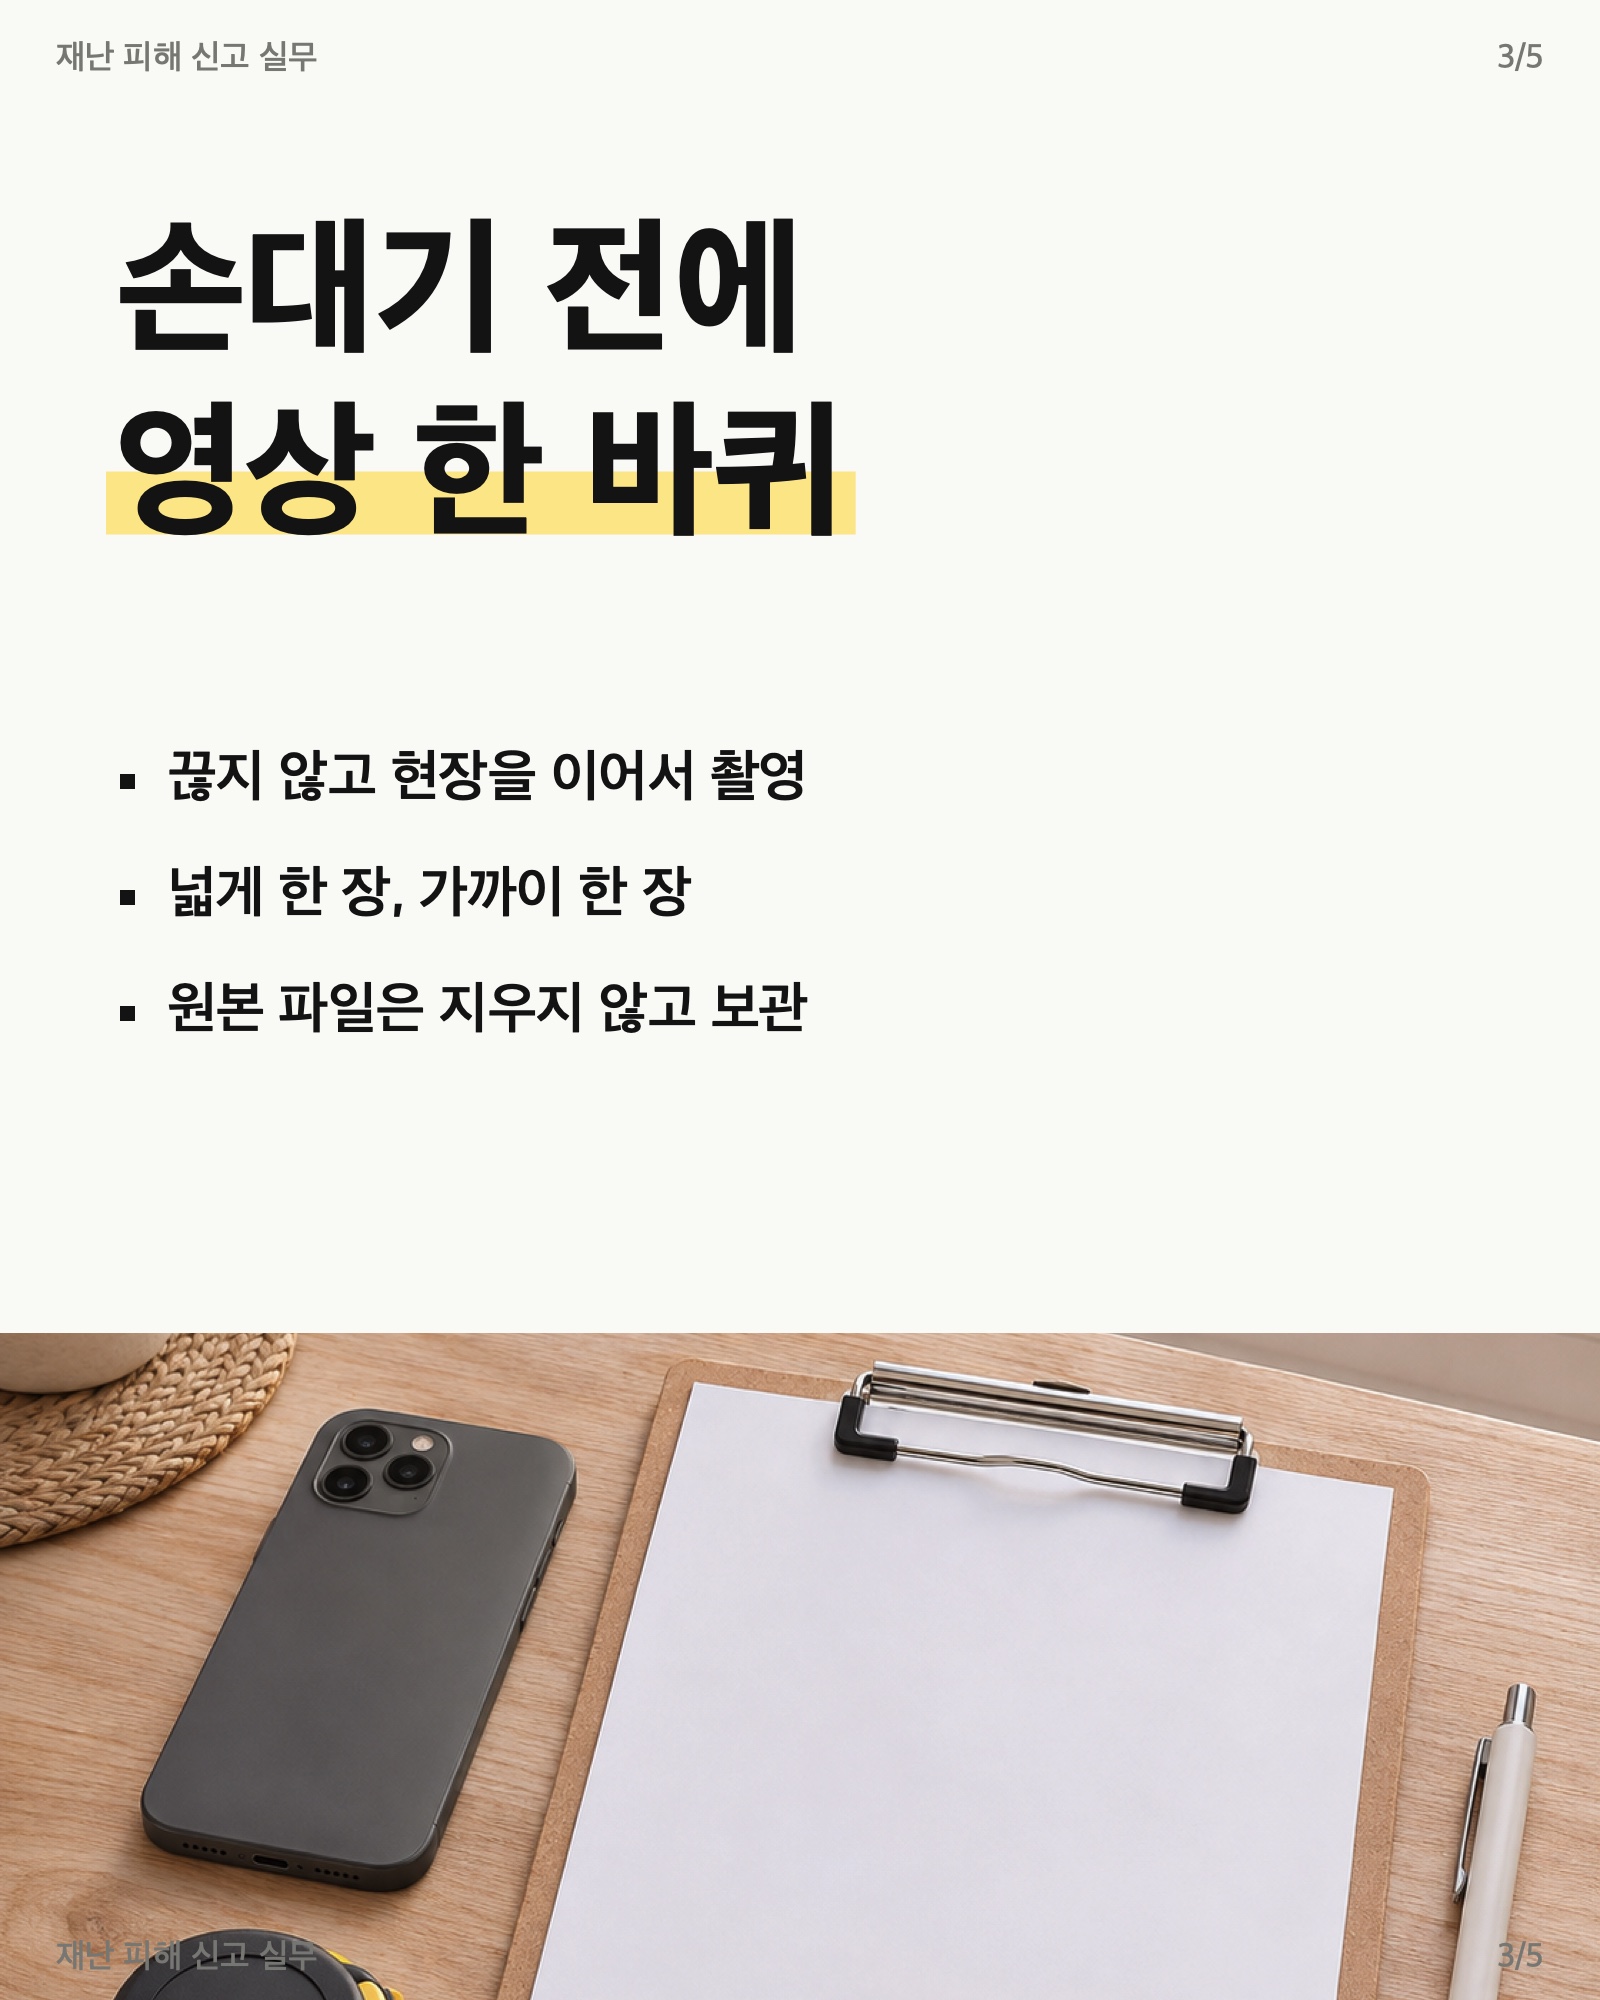 재난 피해 신고 실무
3/5
손대기 전에
영상 한 바퀴
▪ 끊지 않고 현장을 이어서 촬영
▪ 넓게 한 장, 가까이 한 장
▪ 원본 파일은 지우지 않고 보관
재난 피해 신고 실무
3/5